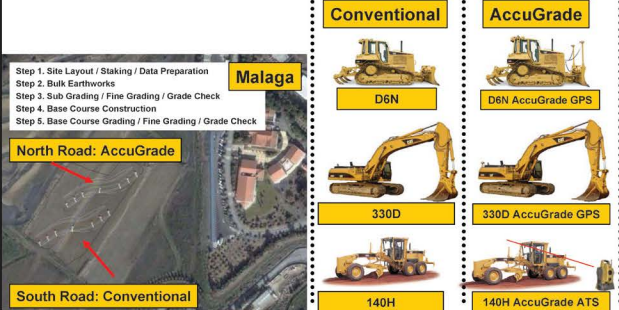 Step 1. Site Layout / Staking / Data Preparation
Step 2. Bulk Earthworks
Step 3. Sub Grading / Fine Grading / Grade Check
Step 4. Base Course Construction
Step 5. Base Course Grading / Fine Grading / Grade Check
Malaga
North Road: AccuGrade
South Road: Conventional
Conventional
D6N
330D
140H
AccuGrade
D6N AccuGrade GPS
330D AccuGrade GPS
140H AccuGrade ATS